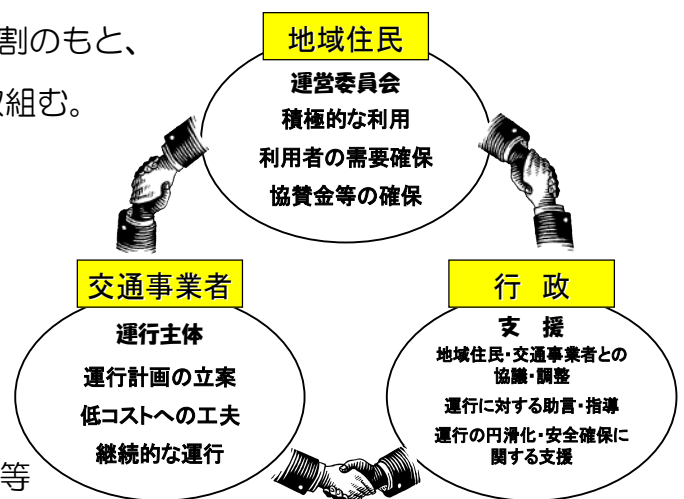 割のもと、
組む。
地域住民
運営委員会
積極的な利用
利用者の需要確保
協賛金等の確保
交通事業者
運行主体
運行計画の立案
低コストへの工夫
継続的な運行
行 政
支 援
地域住民・交通事業者との
協議・調整
運行に対する助言・指導
運行の円滑化・安全確保に
関する支援
等